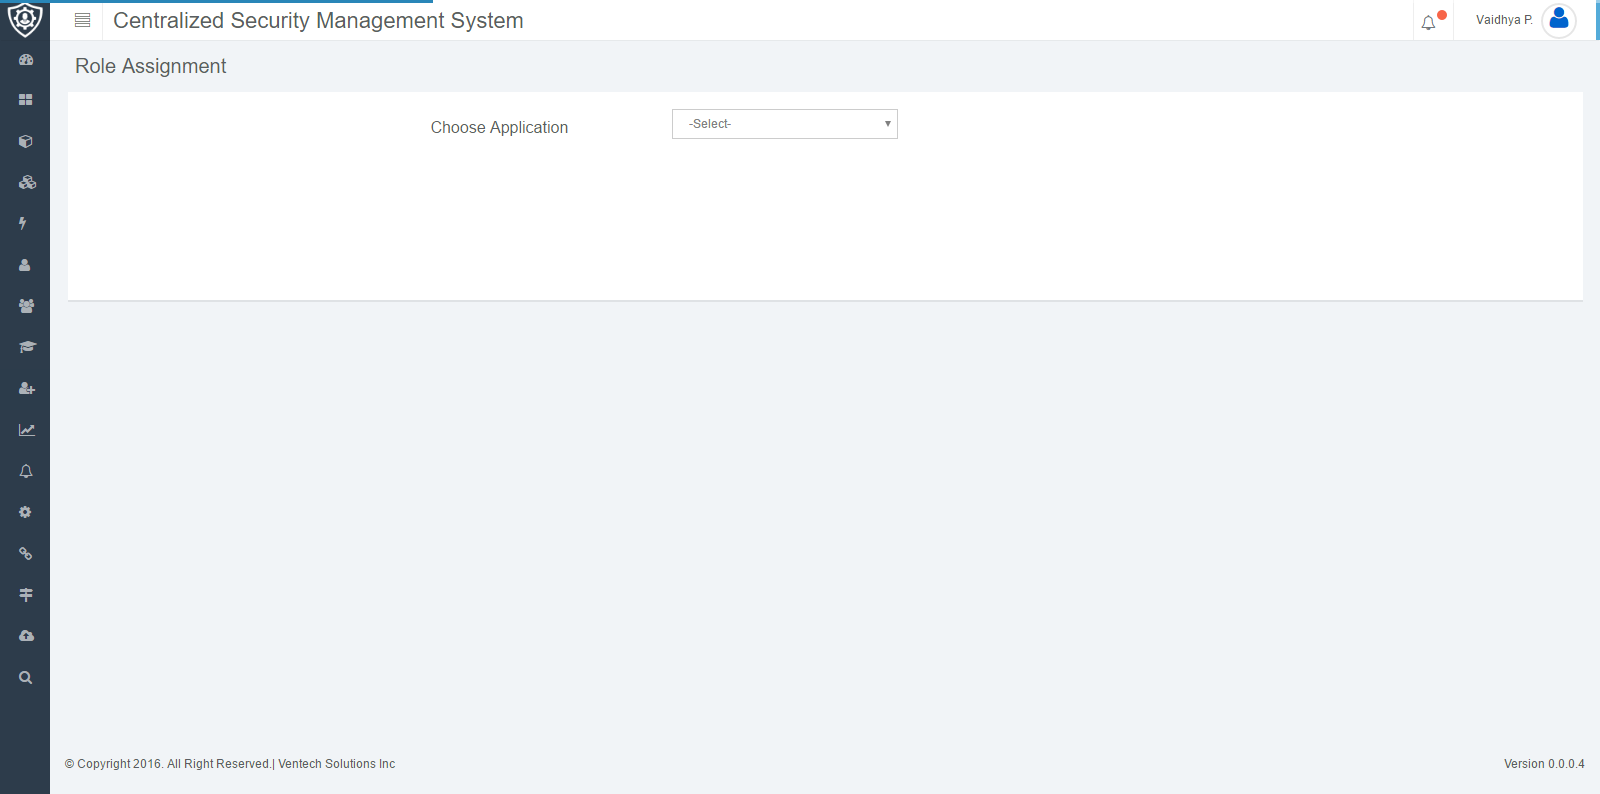 Centralized Security Management System
Vaidhya P.
Role Assignment
Choose Application
-Select-
© Copyright 2016. All Right Reserved.| Ventech Solutions Inc
Version 0.0.0.4